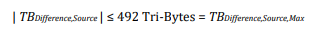 | TBDifference,Source | ≤ 492 Tri-Bytes = TBDifference,Source,Max